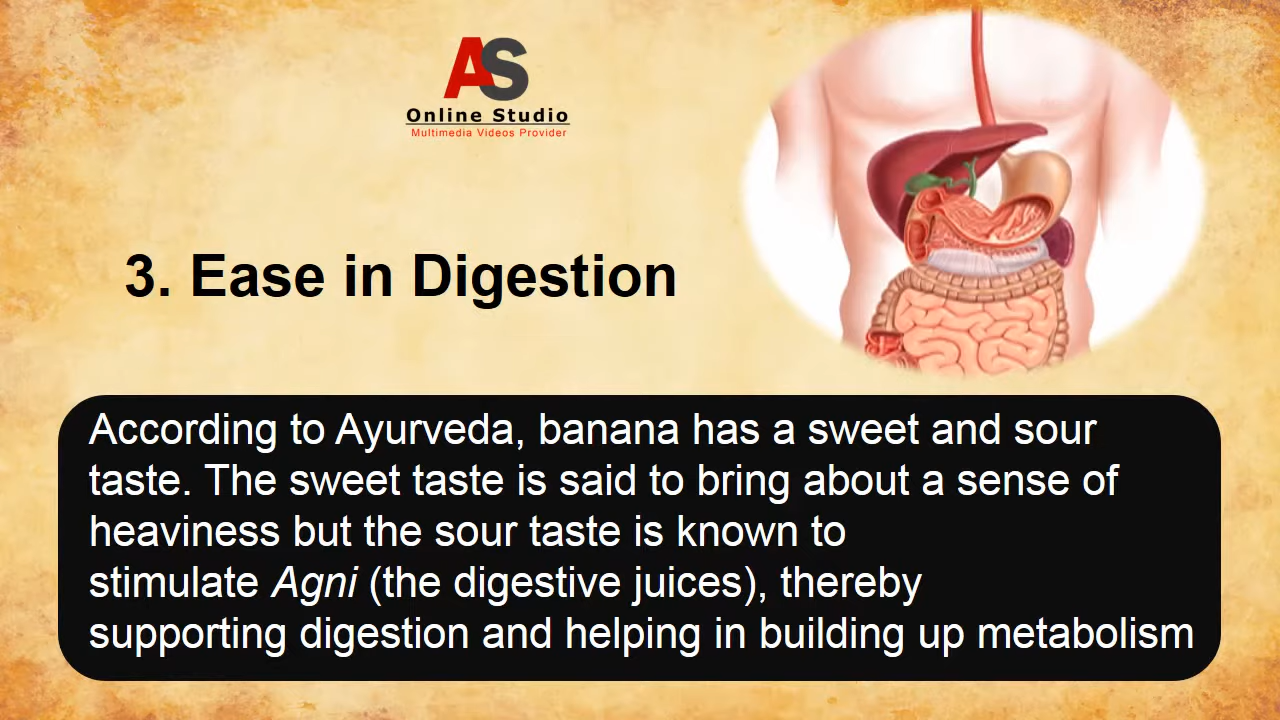 AS
Online Studio
Multimedia Videos Provider
3. Ease in Digestion
According to Ayurveda, banana has a sweet and sour
taste. The sweet taste is said to bring about a sense of
heaviness but the sour taste is known to
stimulate Agni (the digestive juices), thereby
supporting digestion and helping in building up metabolism